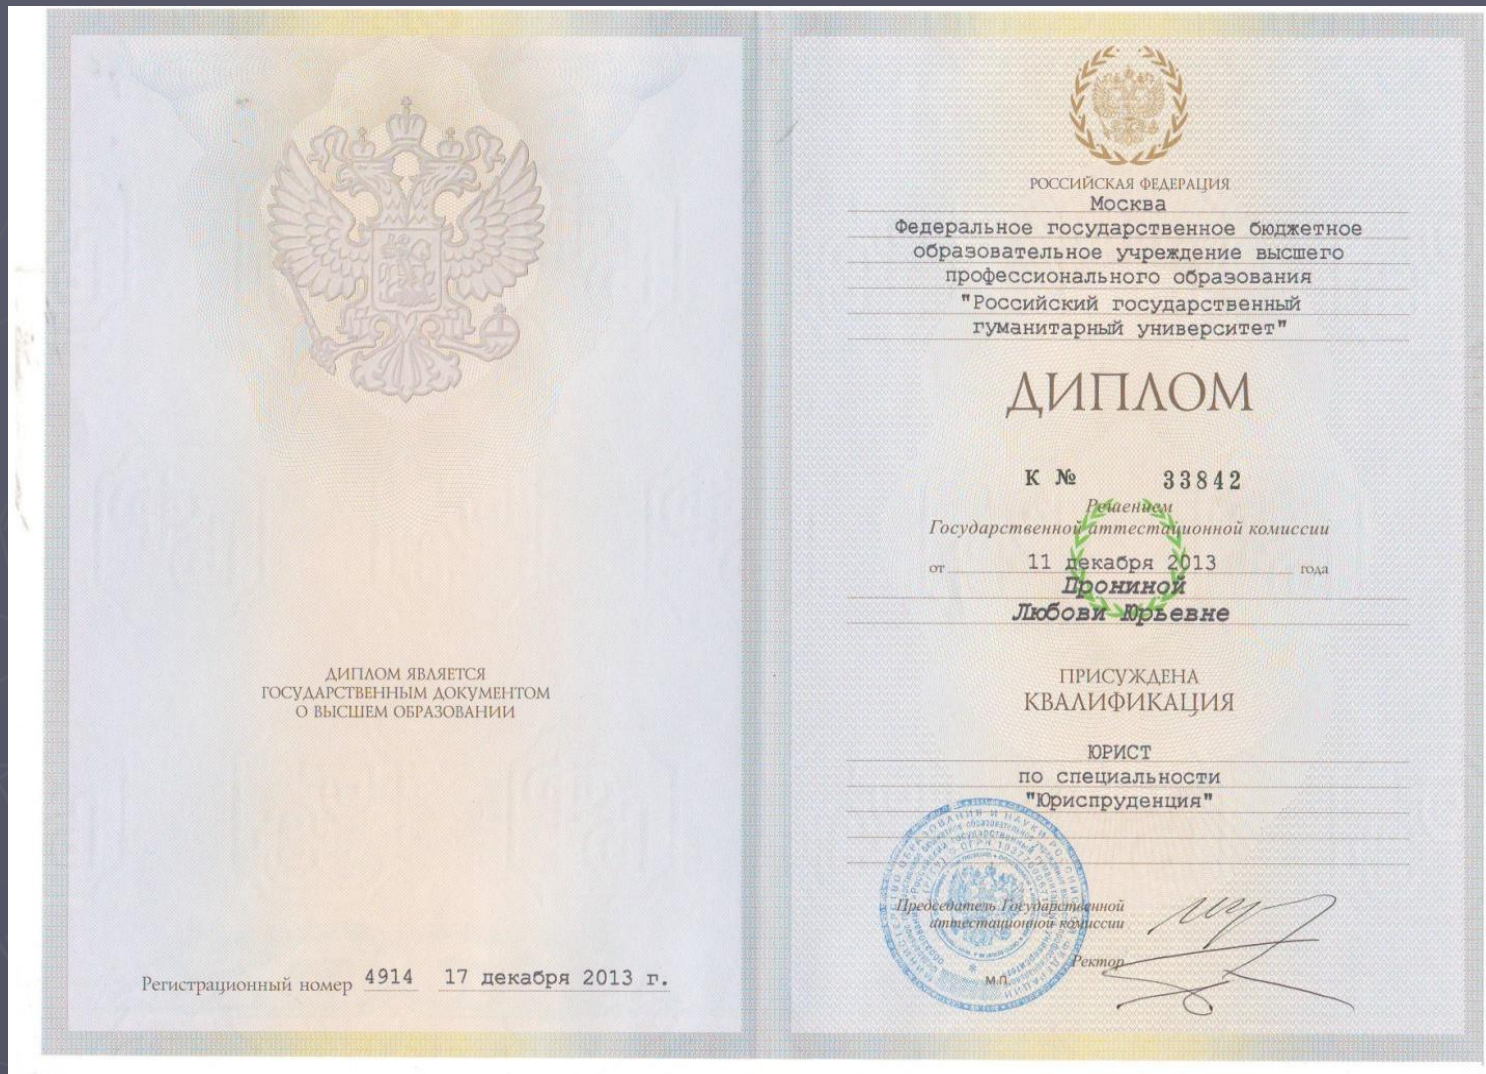 ДИПЛОМ ЯВЛЯЕТСЯ
ГОСУДАРСТВЕННЫМ ДОКУМЕНТОМ
О ВЫСШЕМ ОБРАЗОВАНИИ
Регистрационный номер 4914 17 декабря 2013 г.
РОССИЙСКАЯ ФЕДЕРАЦИЯ
Москва
Федеральное государственное бюджетное
образовательное учреждение высшего
профессионального образования
"Российский государственный
гуманитарный университет"
ДИПЛОМ
К № 33842
Решением
Государственной аттестационной комиссии
от 11 декабря 2013 года
Прониной
Любови Юрьевне
ПРИСУЖДЕНА
КВАЛИФИКАЦИЯ
ЮРИСТ
по специальности
"Юриспруденция"
Председатель Государственной
аттестационной комиссии
Ректор
М.П.